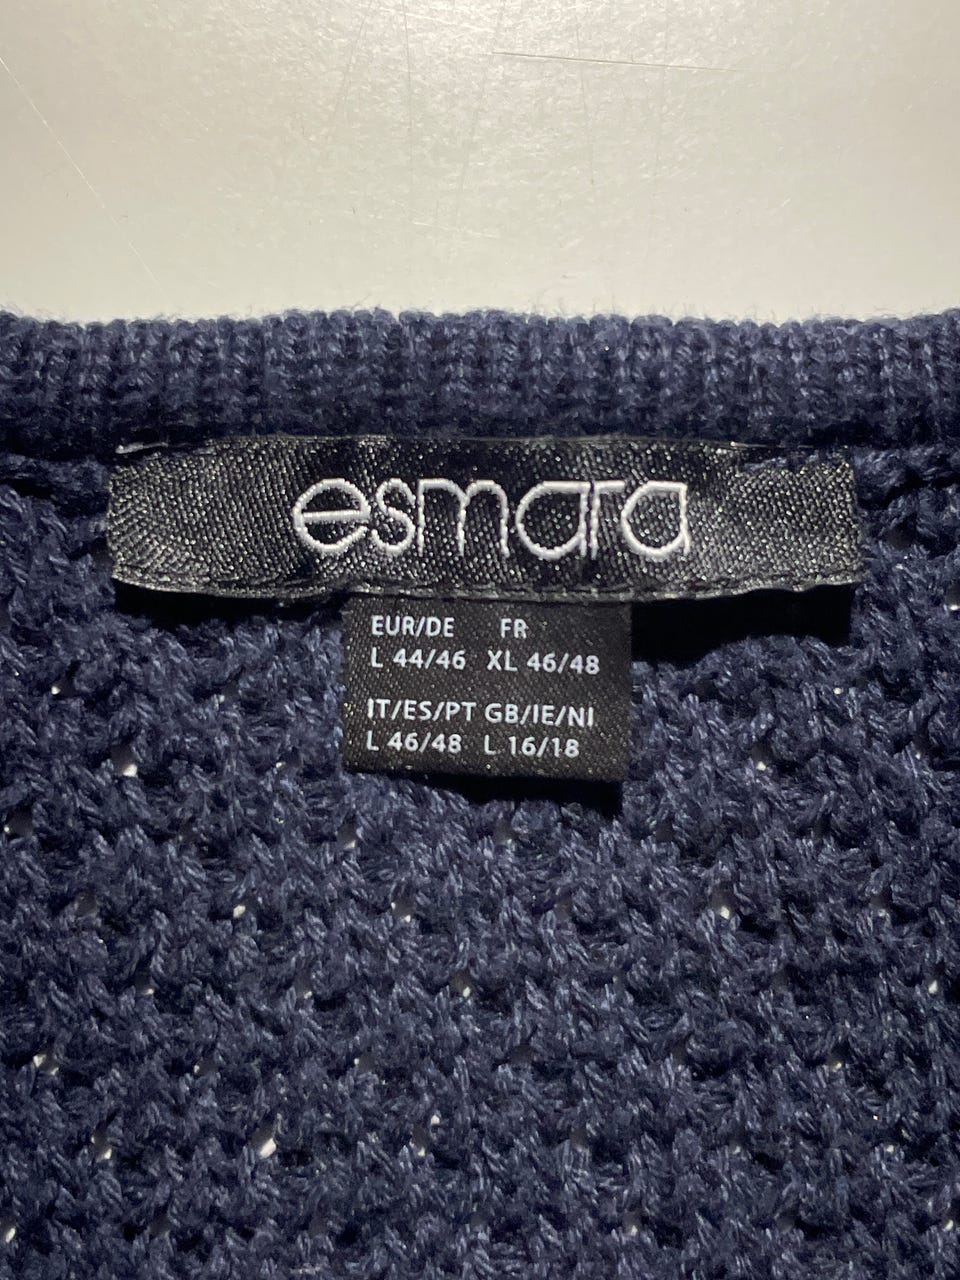 esmara
EUR/DE FR
L 44/46 XL 46/48
IT/ES/PT GB/IE/NI
L 46/48 L 16/18